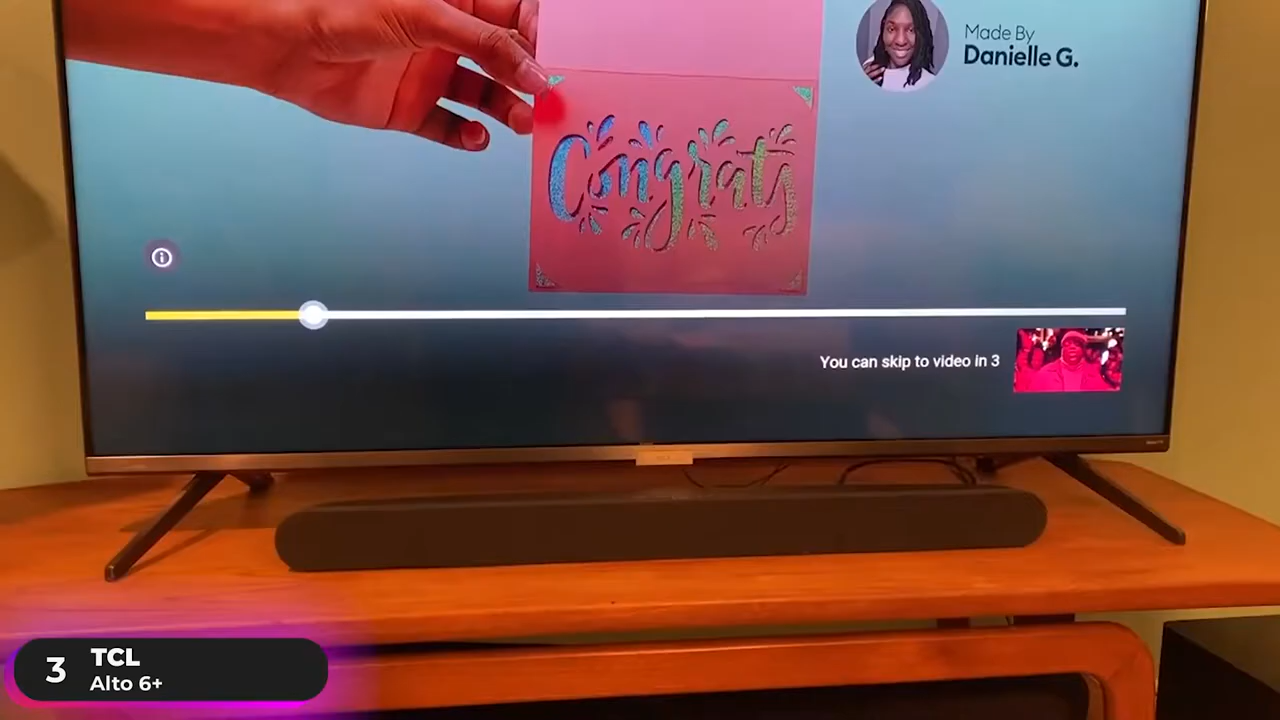 Made By
Danielle G.
Congrats
You can skip to video in 3
3
TCL
Alto 6+